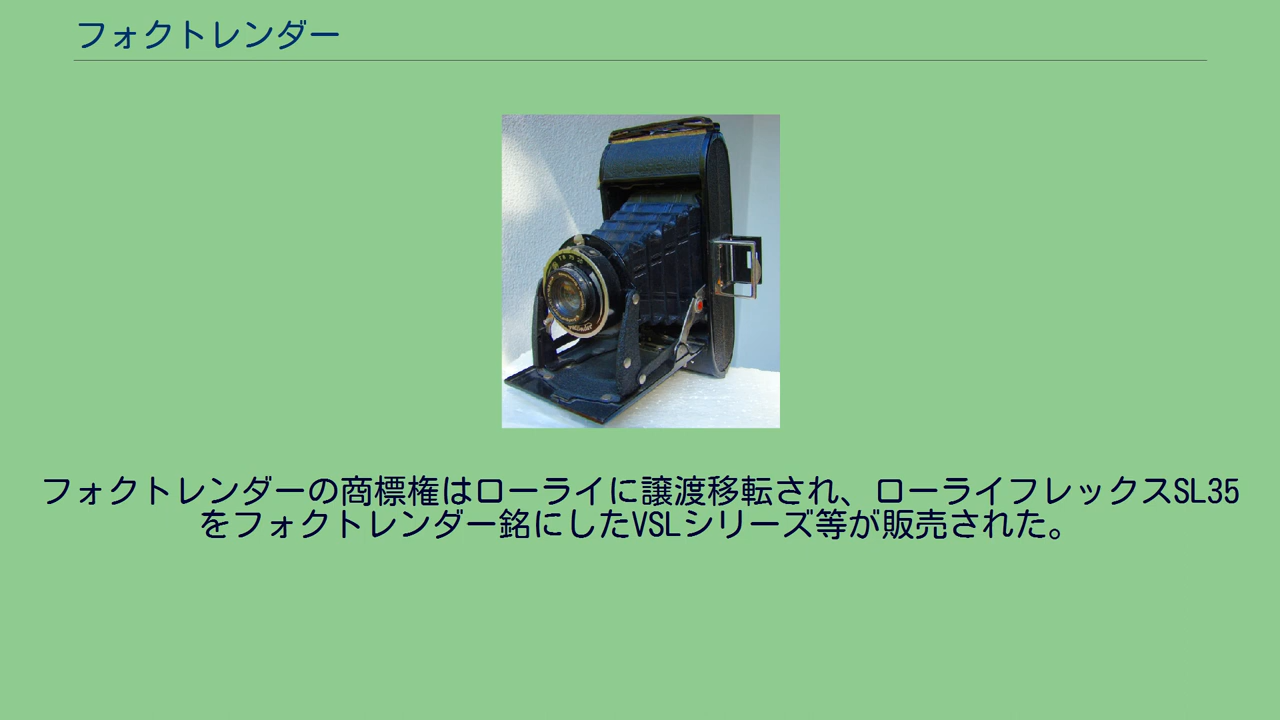 フォクトレンダー
フォクトレンダーの商標権はローライに譲渡移転され、ローライフレックスSL35
をフォクトレンダー銘にしたVSLシリーズ等が販売された。